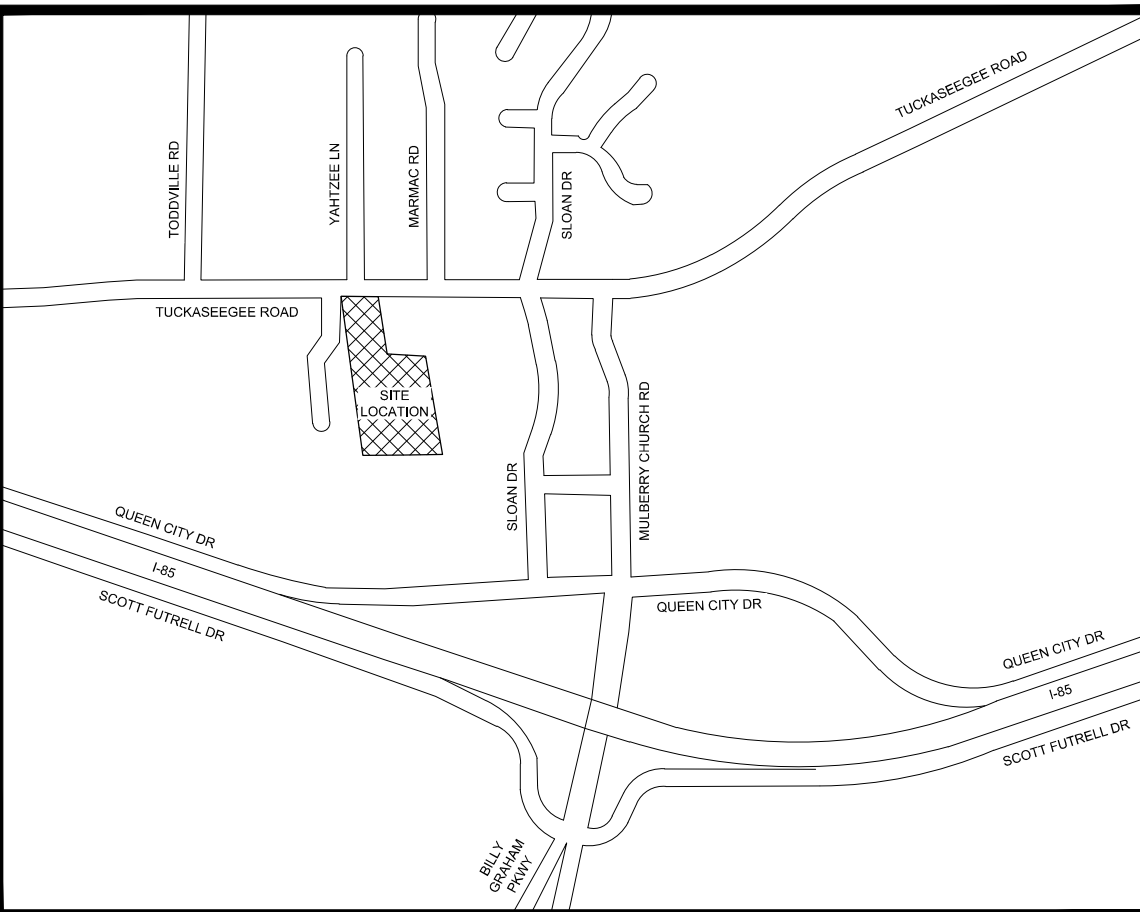 TUCKASEEGEE ROAD
TODDVILLE RD
YAHTZEE LN
MARMAC RD
SLOAN DR
TUCKASEEGEE ROAD
SITE
LOCATION
SLOAN DR
MULBERRY CHURCH RD
QUEEN CITY DR
I-85
SCOTT FUTRELL DR
QUEEN CITY DR
QUEEN CITY DR
I-85
SCOTT FUTRELL DR
BILLY
GRAHAM
PKWY